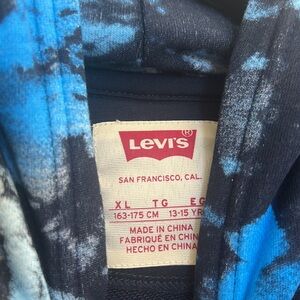 LEVI'S®
SAN FRANCISCO, CAL.
XL TG EG
163-175 CM 13-15 YR
MADE IN CHINA
FABRIQUÉ EN CHINE
HECHO EN CHINA